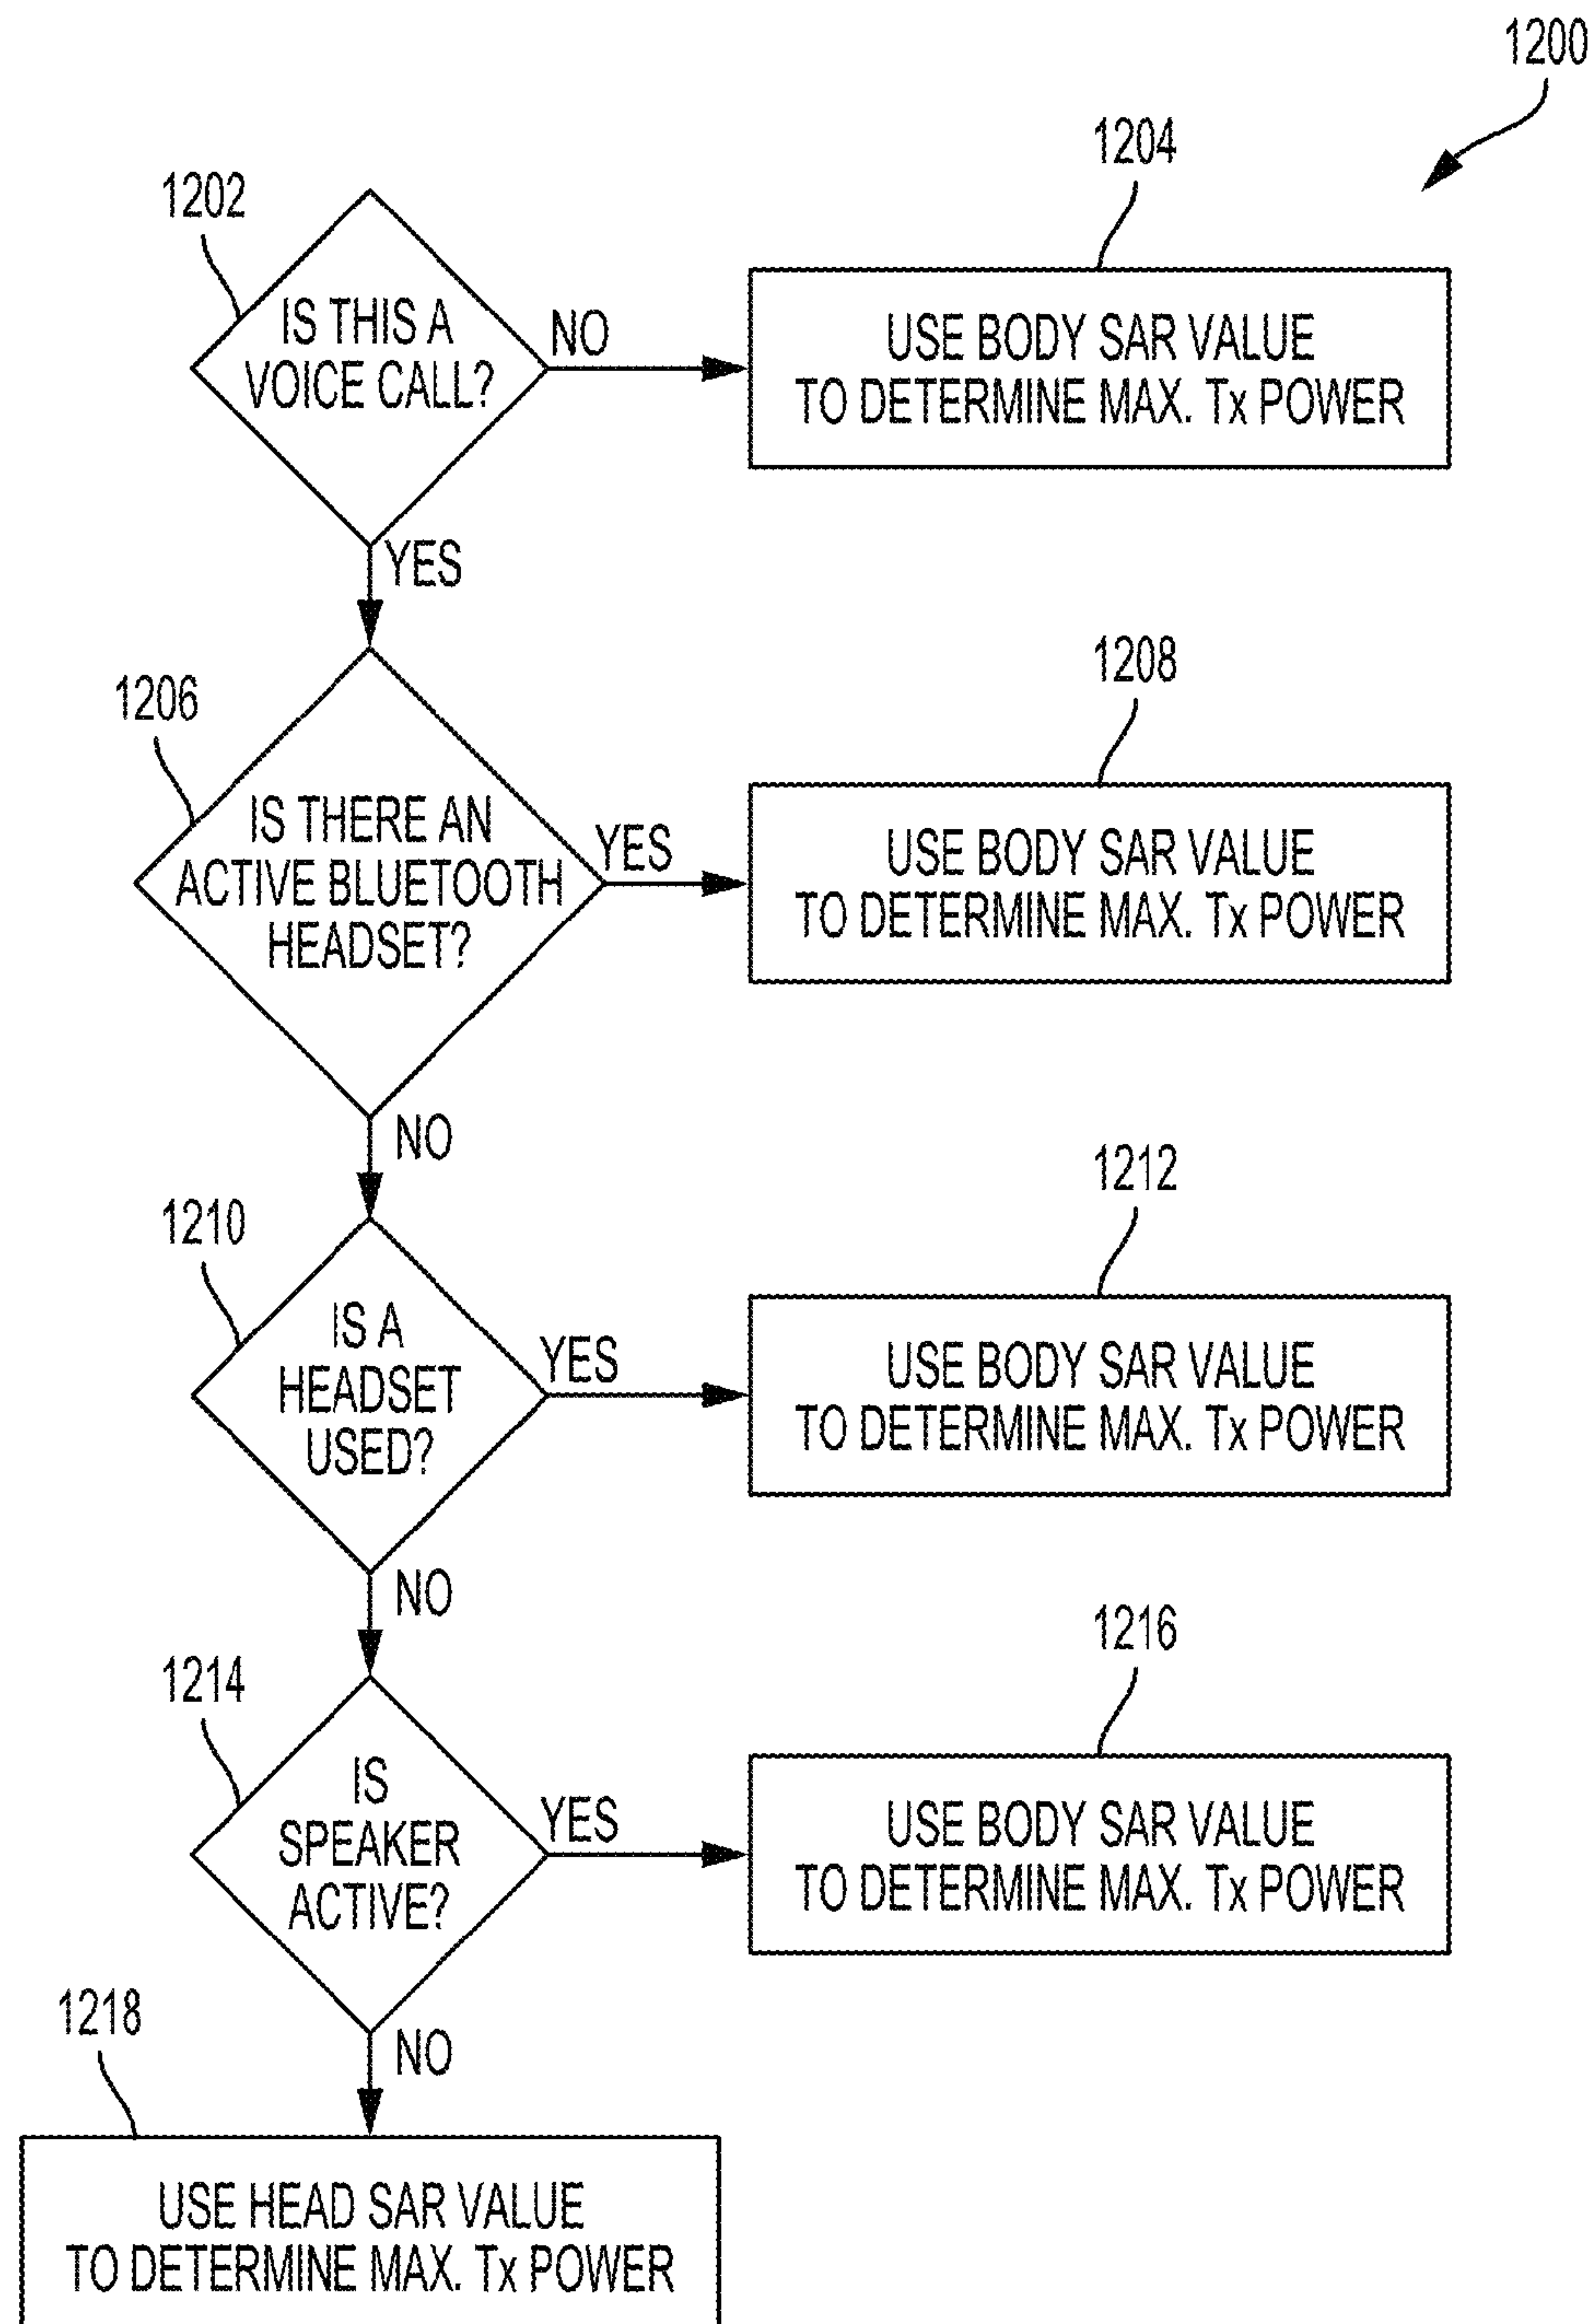 1200
1202
IS THIS A
VOICE CALL?
NO
1204
USE BODY SAR VALUE
TO DETERMINE MAX. Tx POWER
YES
1206
IS THERE AN
ACTIVE BLUETOOTH
HEADSET?
YES
1208
USE BODY SAR VALUE
TO DETERMINE MAX. Tx POWER
NO
1210
IS A
HEADSET
USED?
YES
1212
USE BODY SAR VALUE
TO DETERMINE MAX. Tx POWER
NO
1214
IS
SPEAKER
ACTIVE?
YES
1216
USE BODY SAR VALUE
TO DETERMINE MAX. Tx POWER
NO
1218
USE HEAD SAR VALUE
TO DETERMINE MAX. Tx POWER